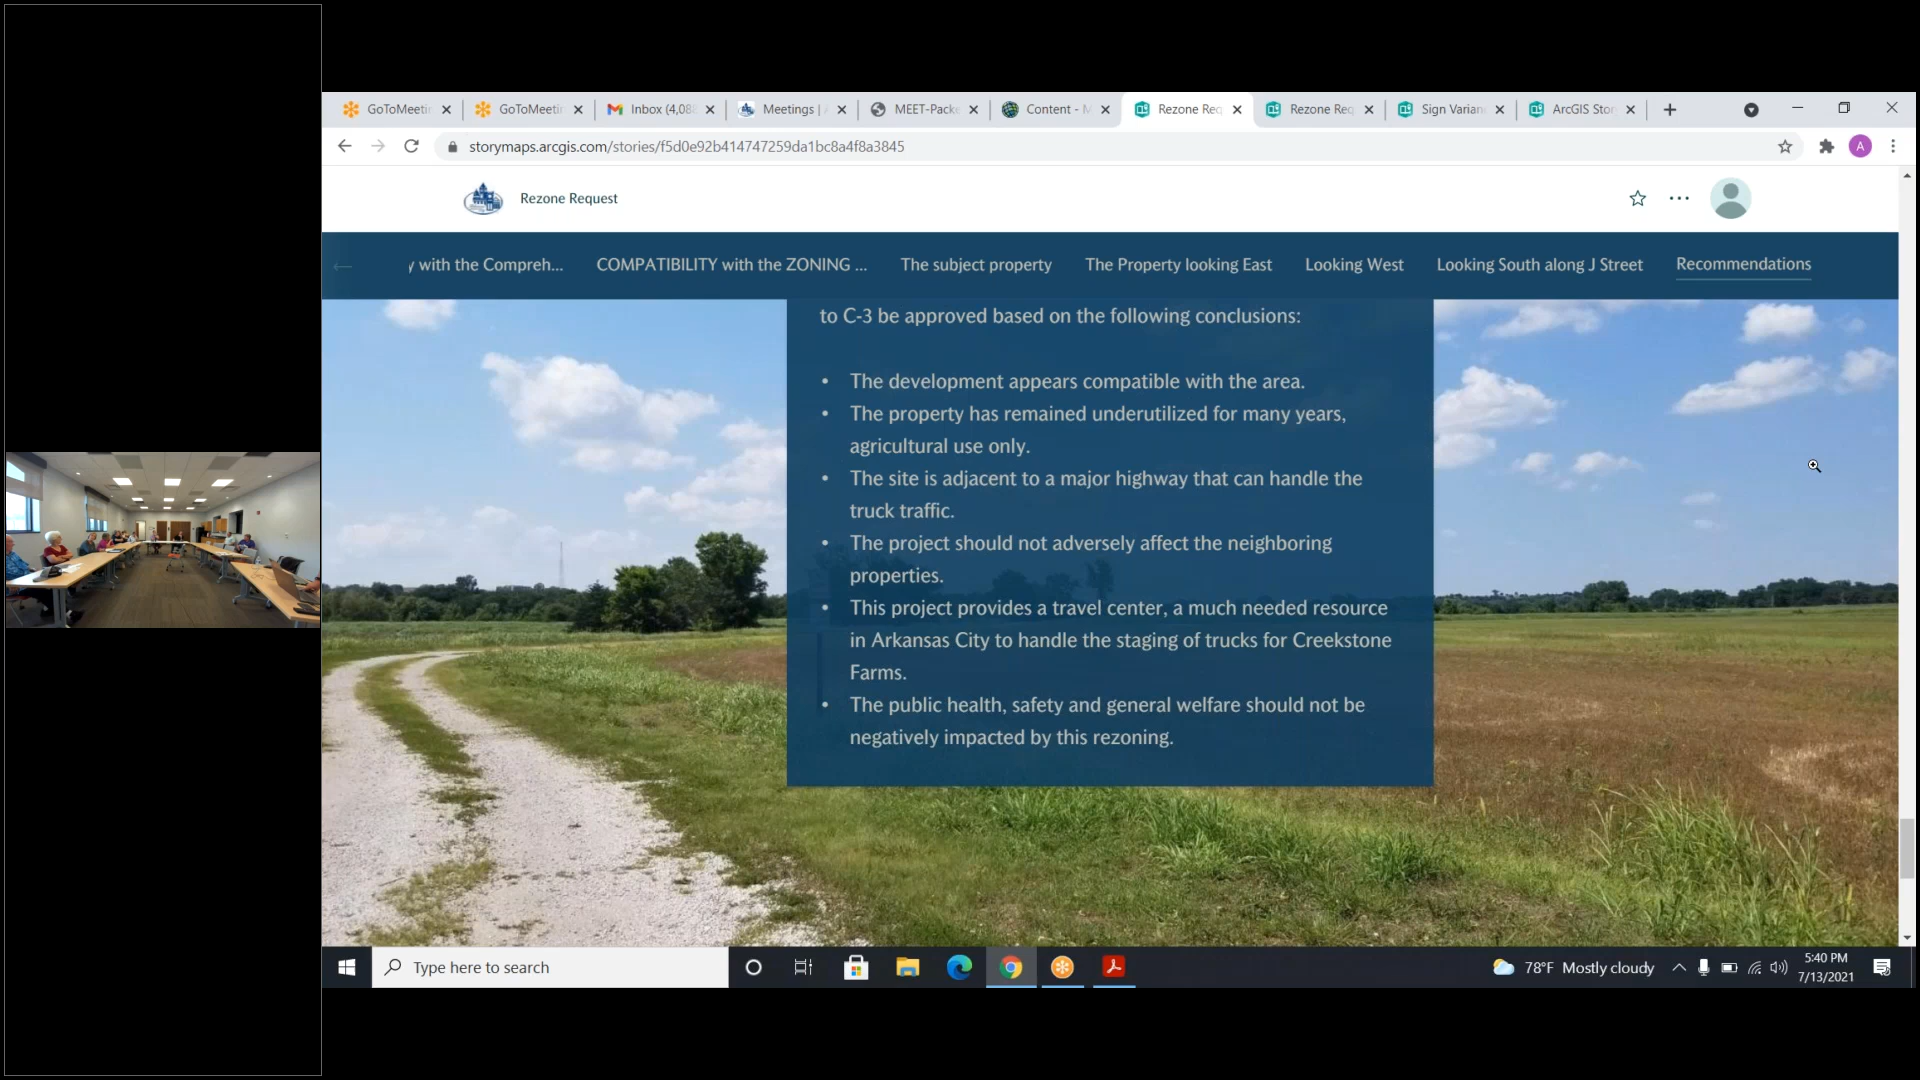 GoToMeetin
GoToMeetin
Inbox (4,088
Meetings | A
MEET-Packe
Content - M
Rezone Req
Rezone Req
Sign Varian
ArcGIS Stor
storymaps.arcgis.com/stories/f5d0e92b414747259da1bc8a4f8a3845
A
Rezone Request
y with the Compreh...
COMPATIBILITY with the ZONING ...
The subject property
The Property looking East
Looking West
Looking South along J Street
Recommendations
to C-3 be approved based on the following conclusions:
• The development appears compatible with the area.
• The property has remained underutilized for many years,
agricultural use only.
• The site is adjacent to a major highway that can handle the
truck traffic.
• The project should not adversely affect the neighboring
properties.
• This project provides a travel center, a much needed resource
in Arkansas City to handle the staging of trucks for Creekstone
Farms.
• The public health, safety and general welfare should not be
negatively impacted by this rezoning.
Type here to search
78°F Mostly cloudy
5:40 PM
7/13/2021